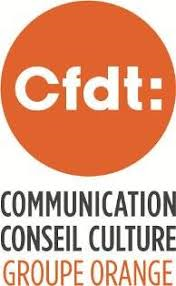 Cfdt:
COMMUNICATION
CONSEIL CULTURE
GROUPE ORANGE